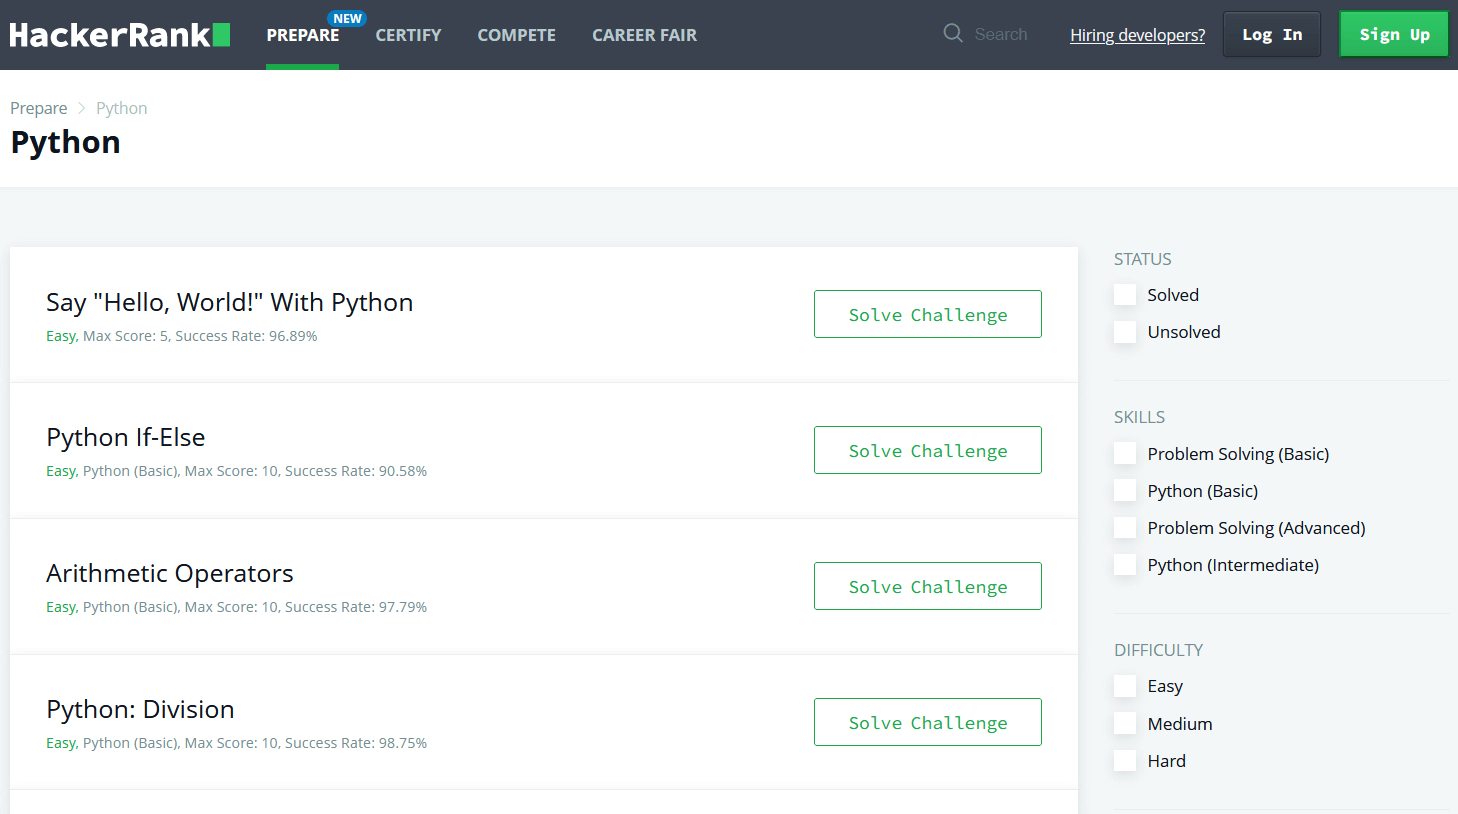 HackerRank
PREPARE
NEW
CERTIFY
COMPETE
CAREER FAIR
Search
Hiring developers?
Log In
Sign Up
Prepare
Python
Python
Say "Hello, World!" With Python
Easy, Max Score: 5, Success Rate: 96.89%
Solve Challenge
Python If-Else
Easy, Python (Basic), Max Score: 10, Success Rate: 90.58%
Solve Challenge
Arithmetic Operators
Easy, Python (Basic), Max Score: 10, Success Rate: 97.79%
Solve Challenge
Python: Division
Easy, Python (Basic), Max Score: 10, Success Rate: 98.75%
Solve Challenge
STATUS
Solved
Unsolved
SKILLS
Problem Solving (Basic)
Python (Basic)
Problem Solving (Advanced)
Python (Intermediate)
DIFFICULTY
Easy
Medium
Hard